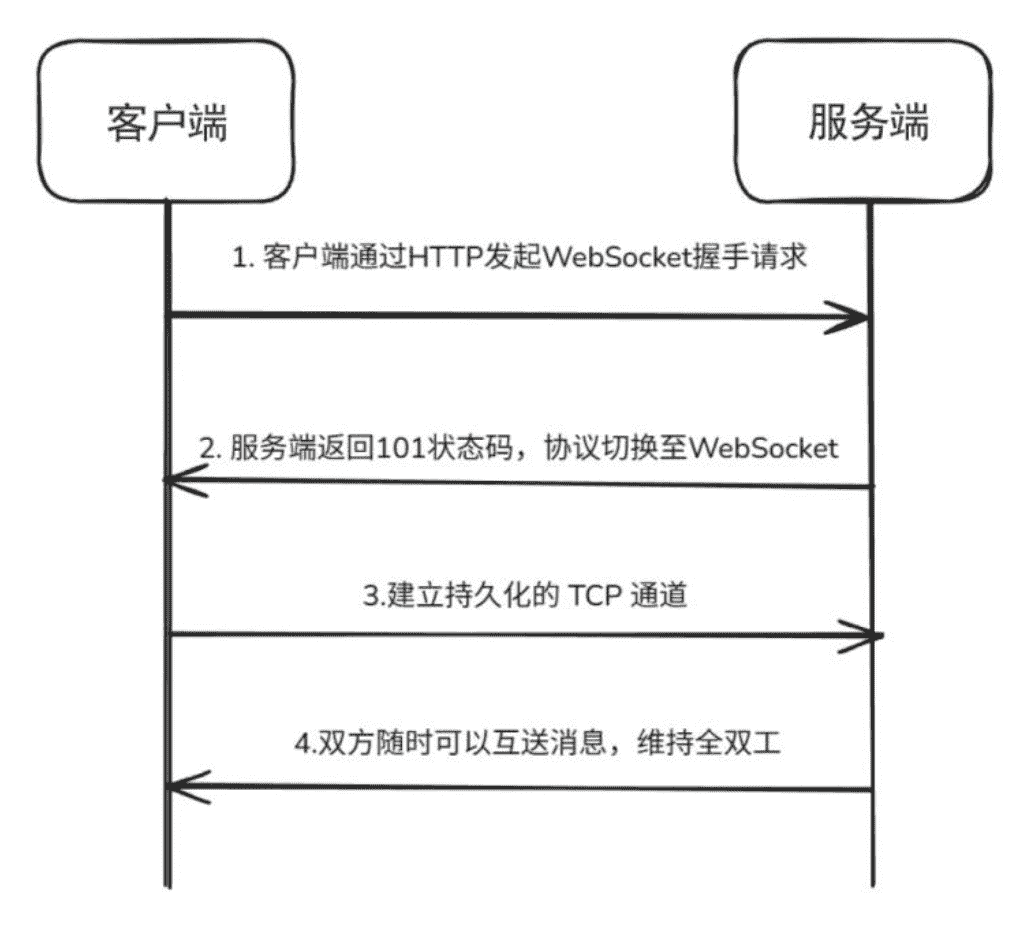 客户端
服务端
1. 客户端通过HTTP发起WebSocket握手请求
2. 服务端返回101状态码，协议切换至WebSocket
3.建立持久化的 TCP 通道
4.双方随时可以互送消息，维持全双工